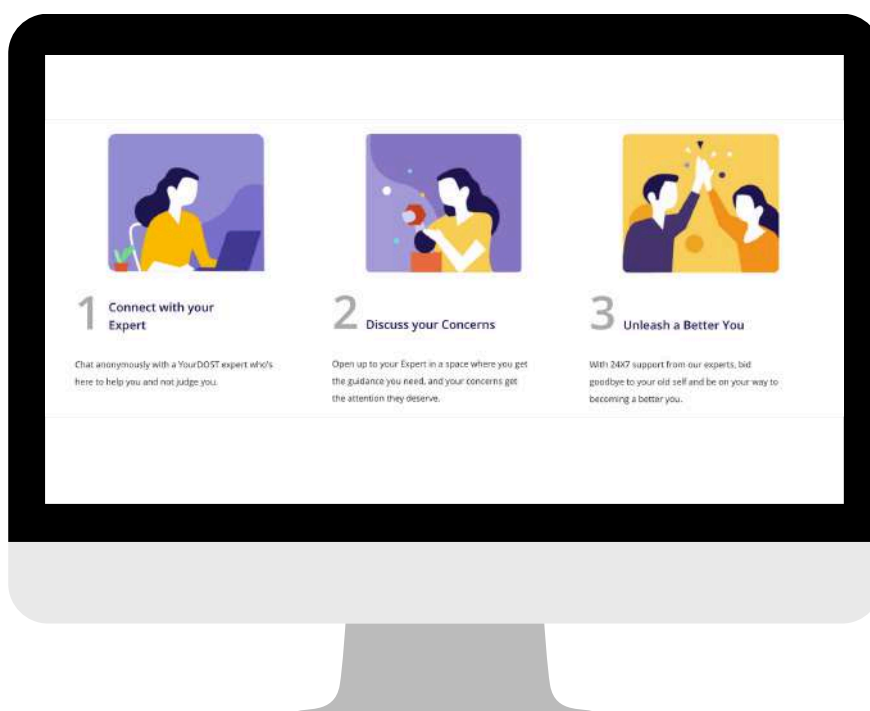 1 Connect with your
Expert
Chat anonymously with a YourDOST expert who's
here to help you and not judge you.
2 Discuss your Concerns
Open up to your Expert in a space where you get
the guidance you need, and your concerns get
the attention they deserve.
3 Unleash a Better You
With 24X7 support from our experts, bid
goodbye to your old self and be on your way to
becoming a better you.